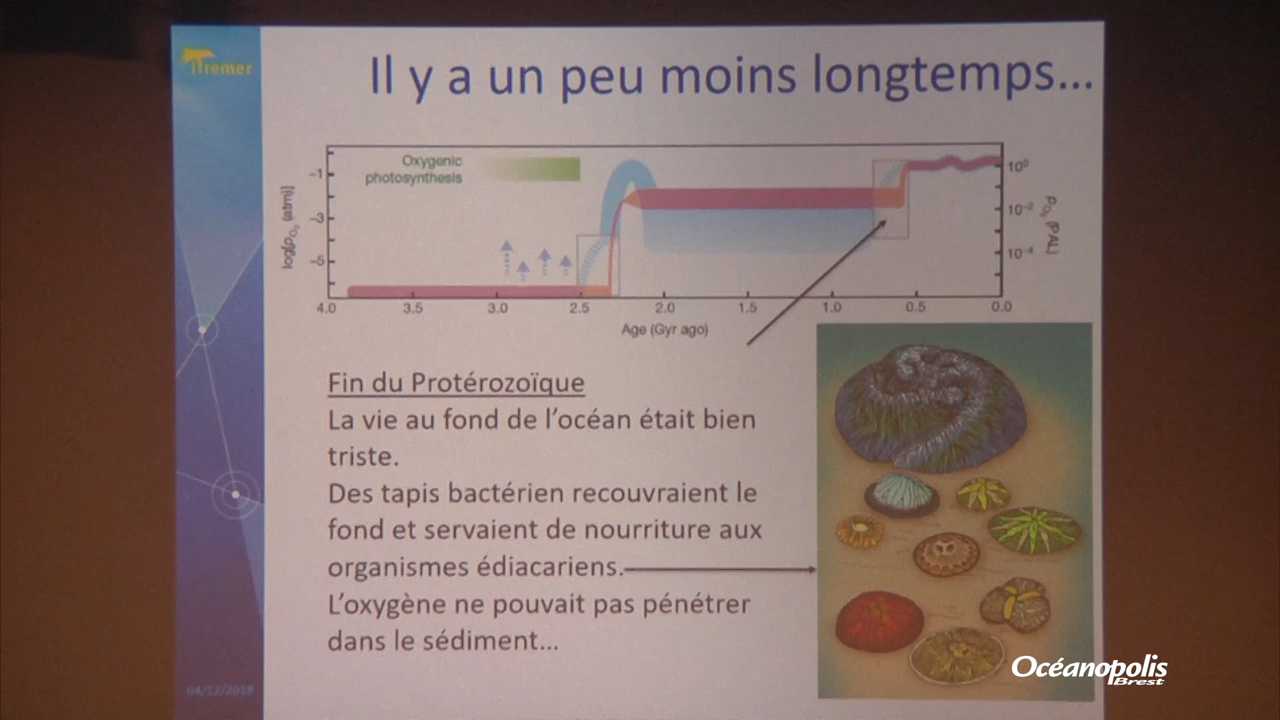 Ifremer
Il y a un peu moins longtemps...
Oxygenic
photosynthesis
log[pO2 (atm)]
-1
-3
-5
10⁰
10⁻²
10⁻⁴
pO2 (PAL)
4.0 3.5 3.0 2.5 2.0 1.5 1.0 0.5 0.0
Age (Gyr ago)
Fin du Protérozoïque
La vie au fond de l'océan était bien
triste.
Des tapis bactérien recouvraient le
fond et servaient de nourriture aux
organismes édiacariens.
L'oxygène ne pouvait pas pénétrer
dans le sédiment...
04/12/2018
Océanopolis
Brest